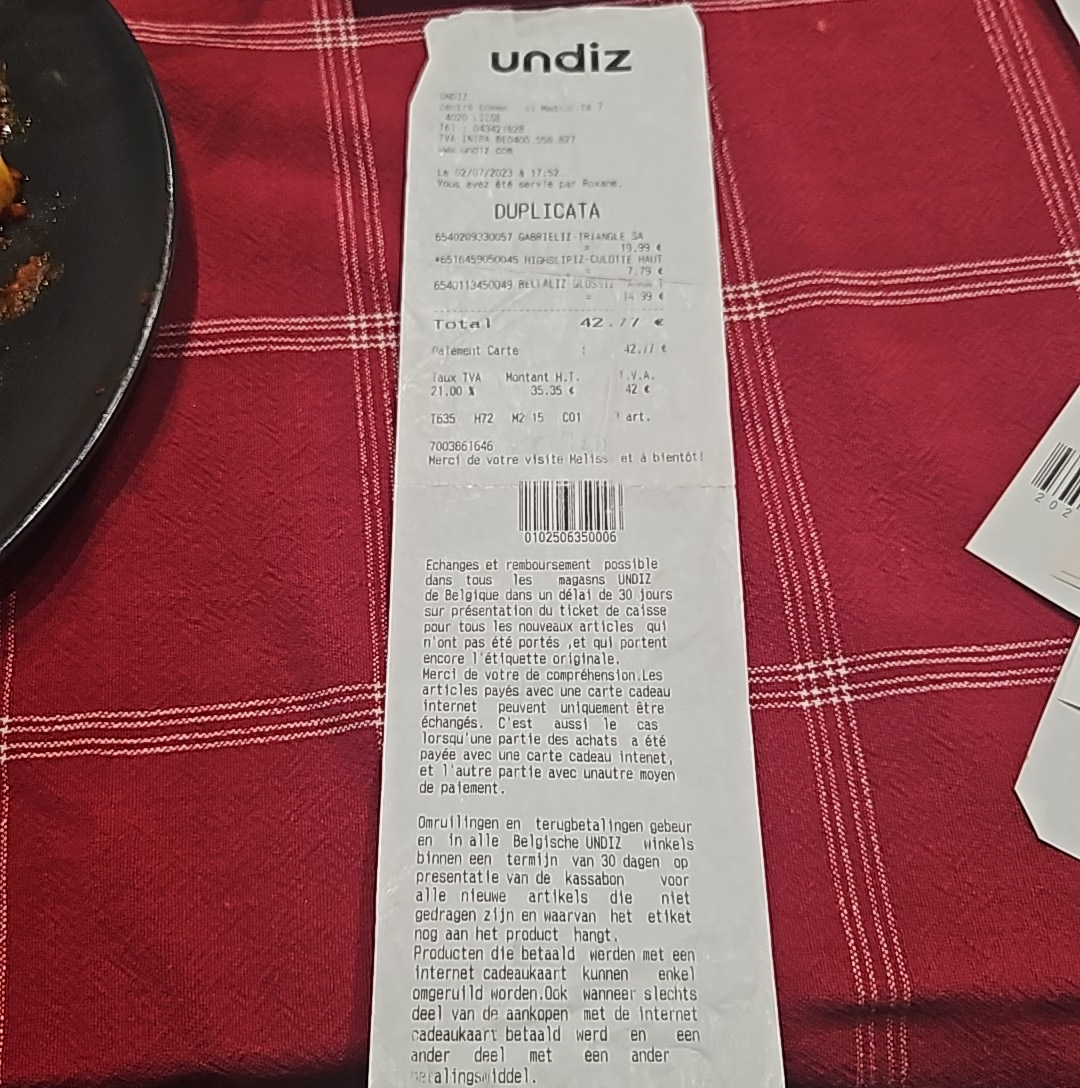 undiz
UNDIZ
4020 LIEGE
Tél : 043421828
TVA INTRA BE0400.556.827
www.undiz.com
Le 02/07/2023 à 17:52.
Vous avez été servie par Roxane.
DUPLICATA
6540209330057 GABRIELIZ-TRIANGLE SA
= 19.99 €
*6516459050045 HIGHSLIPIZ-CULOTTE HAUT
= 7.79 €
6540113450049 BELLALIZ GLOSSIZ
= 14.99 €
Total 42.77 €
Paiement Carte : 42.77 €
Taux TVA Montant H.T. T.V.A.
21.00 % 35.35 € 42 €
T635 H72 M2 15 C01 3 art.
7003861646
Merci de votre visite Meliss et à bientôt!
0102506350006
Echanges et remboursement possible
dans tous les magasns UNDIZ
de Belgique dans un délai de 30 jours
sur présentation du ticket de caisse
pour tous les nouveaux articles qui
n'ont pas été portés ,et qui portent
encore l'étiquette originale.
Merci de votre de compréhension.Les
articles payés avec une carte cadeau
internet peuvent uniquement être
échangés. C'est aussi le cas
lorsqu'une partie des achats a été
payée avec une carte cadeau intenet,
et l'autre partie avec unautre moyen
de paiement.
Omruilingen en terugbetalingen gebeur
en in alle Belgische UNDIZ winkels
binnen een termijn van 30 dagen op
presentatie van de kassabon voor
alle nieuwe artikels die niet
gedragen zijn en waarvan het etiket
nog aan het product hangt.
Producten die betaald werden met een
internet cadeaukaart kunnen enkel
omgeruild worden.Ook wanneer slechts
deel van de aankopen met de internet
cadeaukaart betaald werd en een
ander deel met een ander
betalingsmiddel.
202